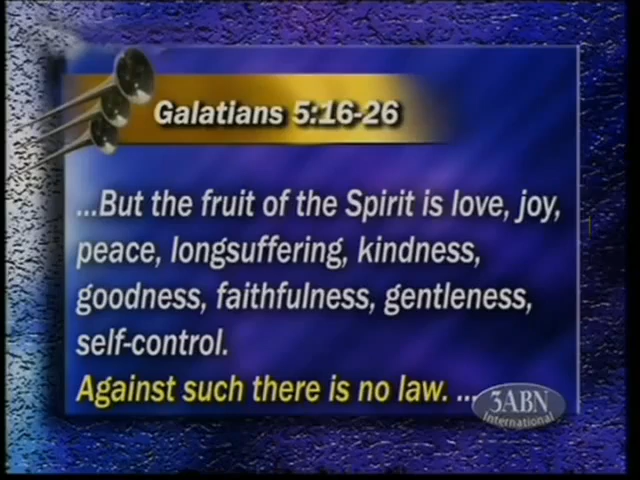 Galatians 5:16-26
...But the fruit of the Spirit is love, joy,
peace, longsuffering, kindness,
goodness, faithfulness, gentleness,
self-control.
Against such there is no law. ...
3ABN
International